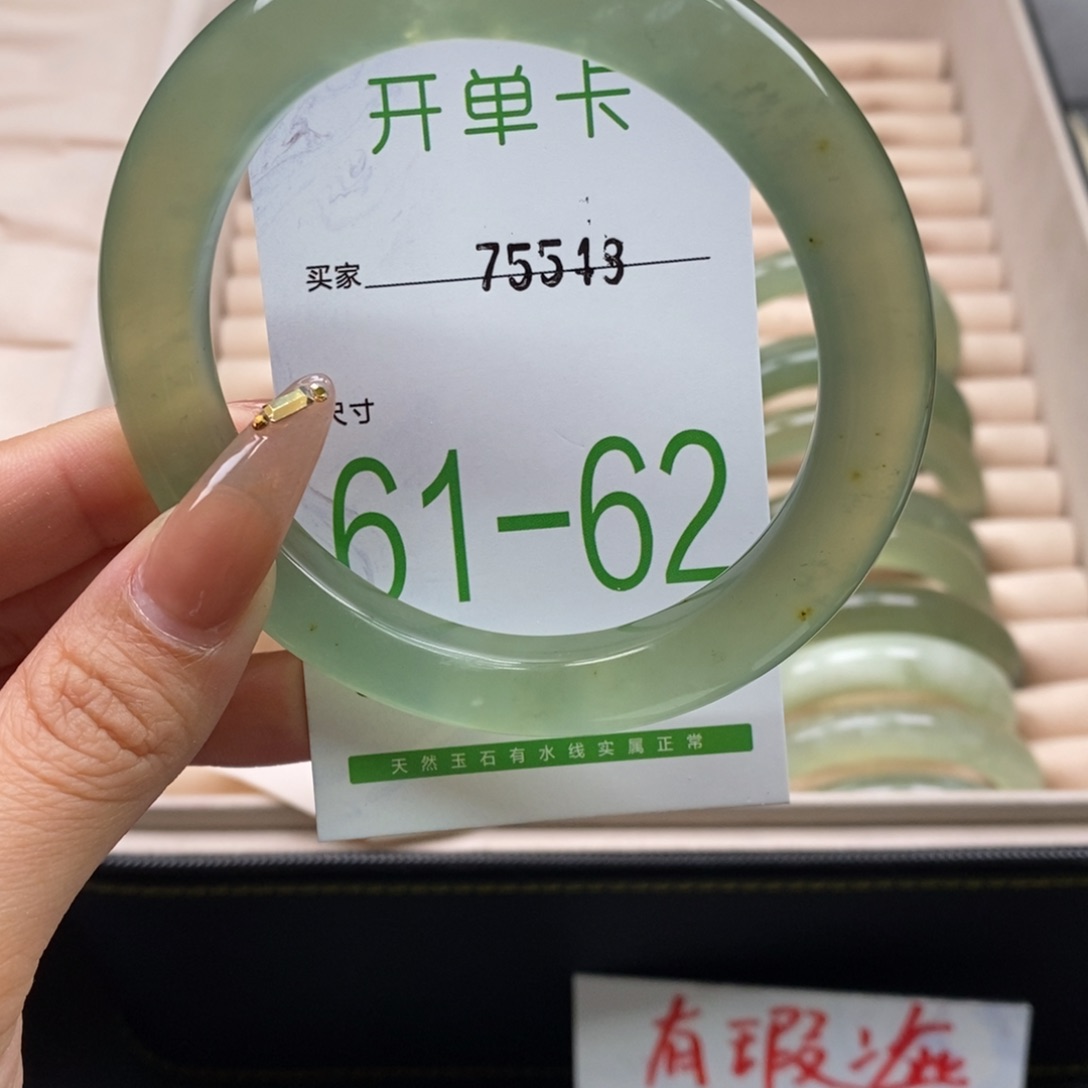 开单卡
买家 75513
尺寸
61-62
天然玉石有水线实属正常
有瑕疵